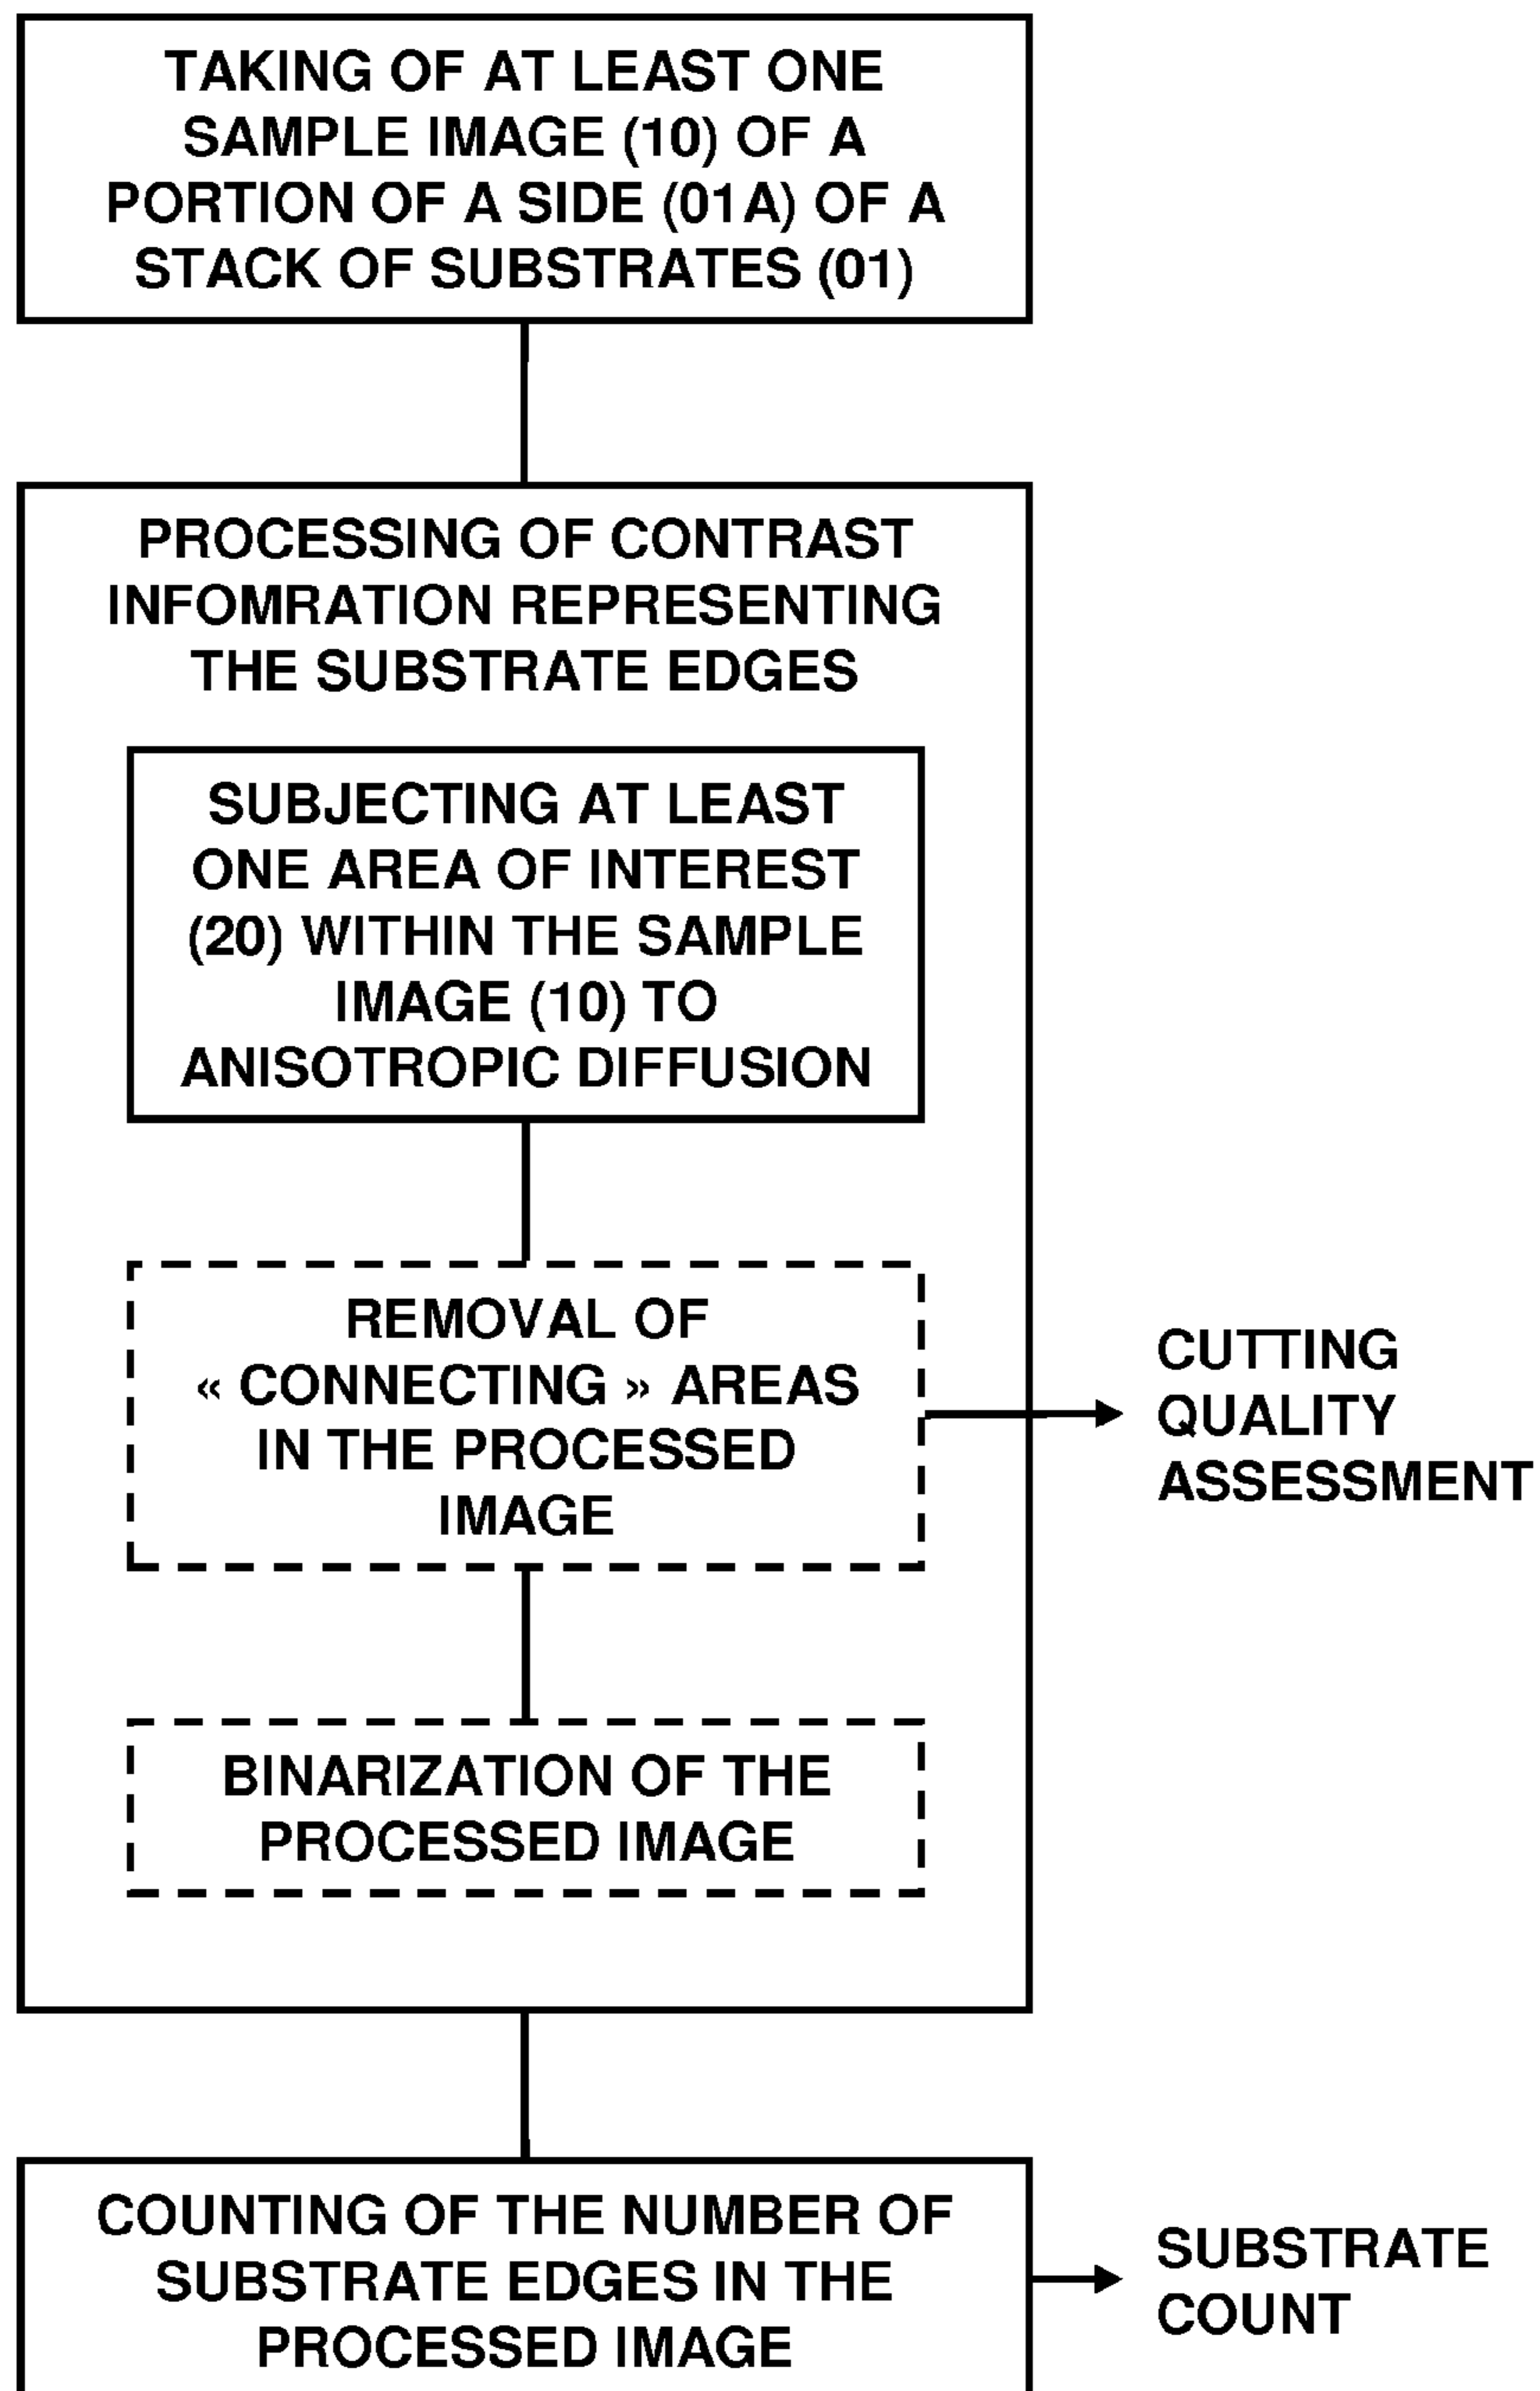 TAKING OF AT LEAST ONE
SAMPLE IMAGE (10) OF A
PORTION OF A SIDE (01A) OF A
STACK OF SUBSTRATES (01)
PROCESSING OF CONTRAST
INFOMRATION REPRESENTING
THE SUBSTRATE EDGES
SUBJECTING AT LEAST
ONE AREA OF INTEREST
(20) WITHIN THE SAMPLE
IMAGE (10) TO
ANISOTROPIC DIFFUSION
REMOVAL OF
« CONNECTING » AREAS
IN THE PROCESSED
IMAGE
CUTTING
QUALITY
ASSESSMENT
BINARIZATION OF THE
PROCESSED IMAGE
COUNTING OF THE NUMBER OF
SUBSTRATE EDGES IN THE
PROCESSED IMAGE
SUBSTRATE
COUNT